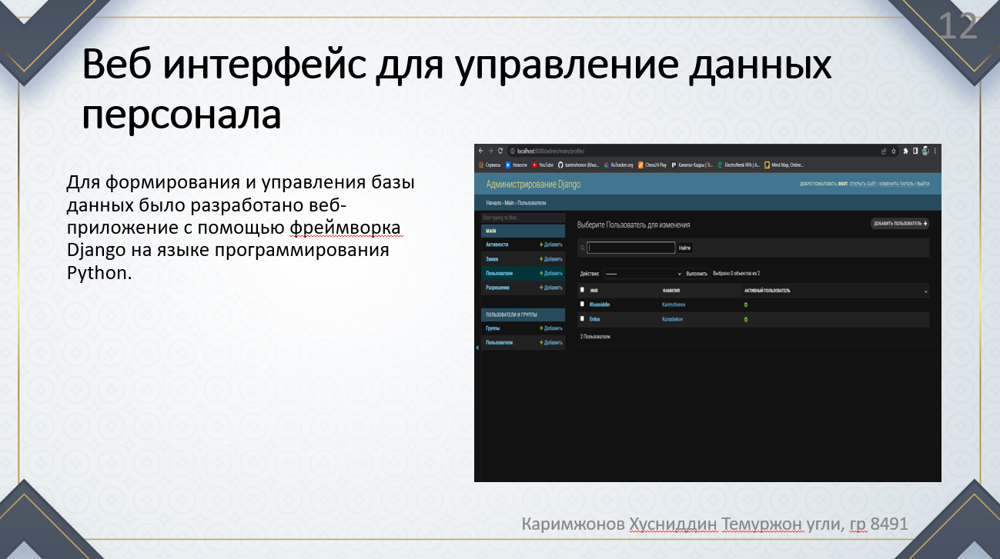 12
Веб интерфейс для управление данных
персонала
Для формирования и управления базы
данных было разработано веб-
приложение с помощью фреймворка
Django на языке программирования
Python.
localhost:8000/admin/main/profile/
Сервисы Новости YouTube karimzhonov (Khus... RuTracker.org Chess24 Play Капитал-Кадры | Tr... ElectroNeek RPA | A... Mind Map, Online...
Администрирование Django
ДОБРО ПОЖАЛОВАТЬ, ROOT. ОТКРЫТЬ САЙТ / ИЗМЕНИТЬ ПАРОЛЬ / ВЫЙТИ
Начало › Main › Пользователи
Start typing to filter...
MAIN
Активности + Добавить
Замки + Добавить
Пользователи + Добавить
Разрешении + Добавить
ПОЛЬЗОВАТЕЛИ И ГРУППЫ
Группы + Добавить
Пользователи + Добавить
«
Выберите Пользователь для изменения
ДОБАВИТЬ ПОЛЬЗОВАТЕЛЬ +
Найти
Действие: ------- Выполнить Выбрано 0 объектов из 2
ИМЯ ФАМИЛИЯ АКТИВНЫЙ ПОЛЬЗОВАТЕЛЬ
Khusniddin Karimzhonov
Erdos Kurasbekov
2 Пользователи
Каримжонов Хусниддин Темуржон угли, гр 8491